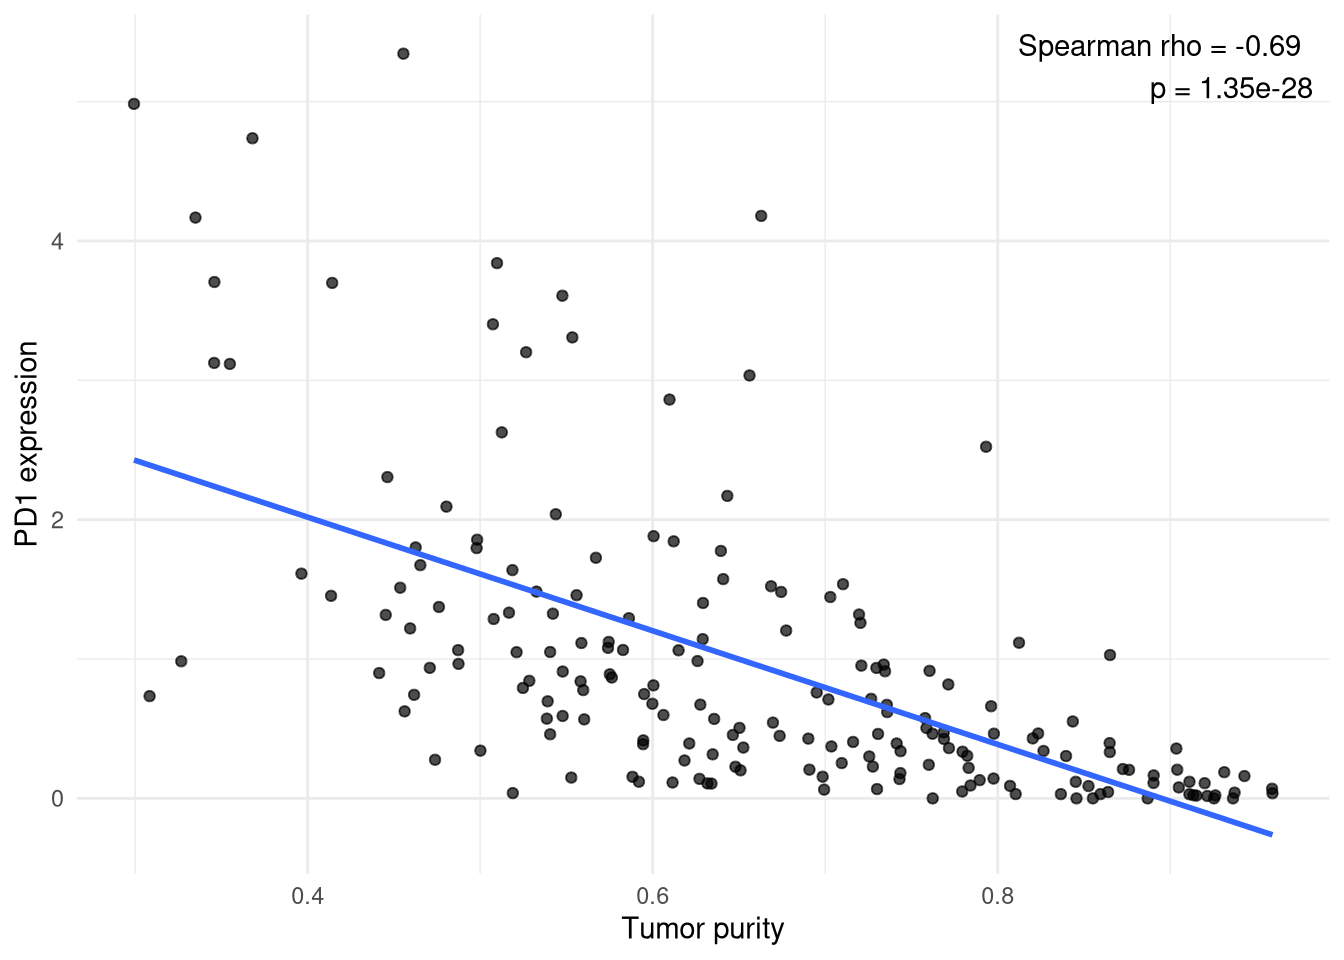 Spearman rho = -0.69
p = 1.35e-28
4
2
0
PD1 expression
0.4 0.6 0.8
Tumor purity